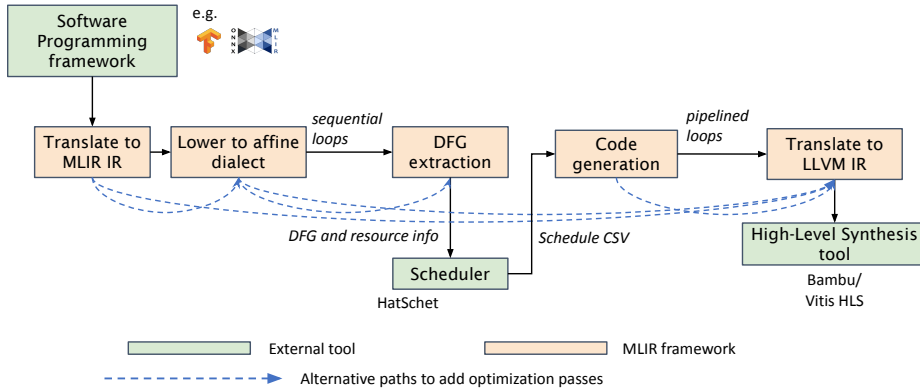 Software
Programming
framework
e.g.
ONNX
MLIR
Translate to
MLIR IR
Lower to affine
dialect
sequential
loops
DFG
extraction
Code
generation
pipelined
loops
Translate to
LLVM IR
DFG and resource info
Schedule CSV
Scheduler
HatSchet
High-Level Synthesis
tool
Bambu/
Vitis HLS
External tool
MLIR framework
Alternative paths to add optimization passes